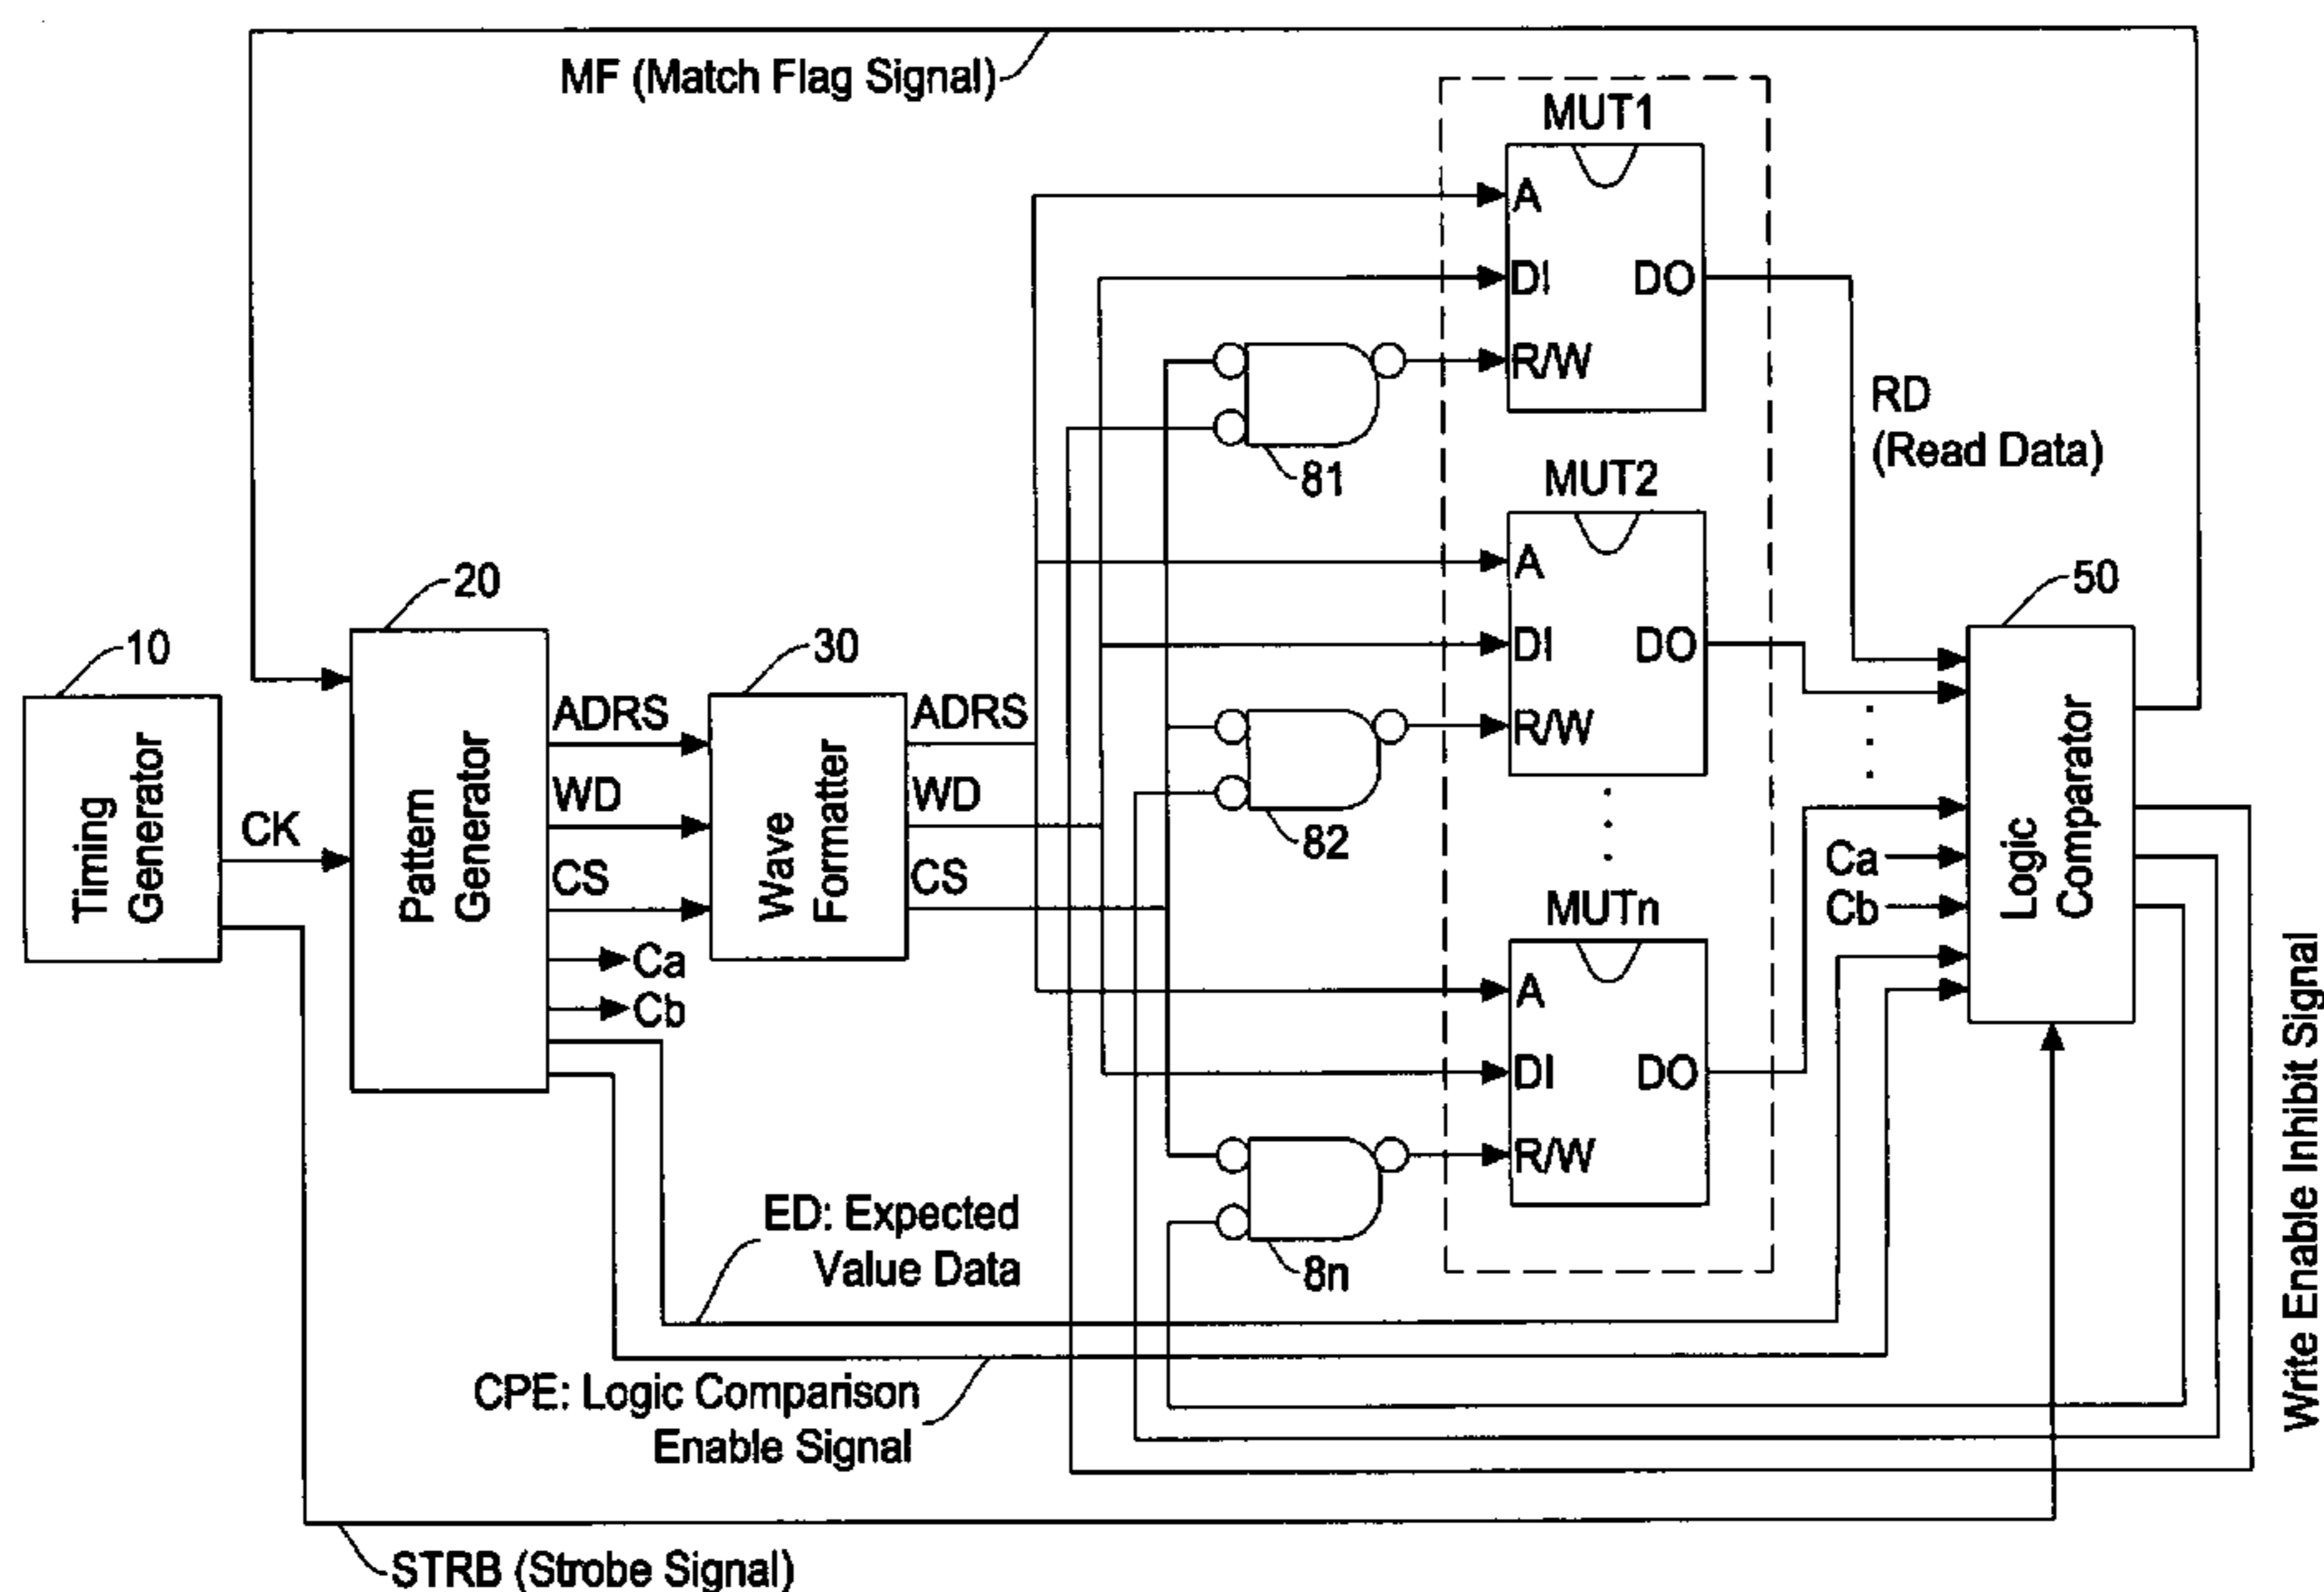 MF (Match Flag Signal)
MUT1
A
DI
DO
R/W
81
RD
(Read Data)
MUT2
A
DI
DO
R/W
82
20
10
30
50
Timing
Generator
CK
Pattern
Generator
ADRS
WD
CS
Ca
Cb
Wave
Formatter
ADRS
WD
CS
MUTn
A
DI
DO
R/W
8n
Ca
Cb
Logic
Comparator
Write Enable Inhibit Signal
ED: Expected
Value Data
CPE: Logic Comparison
Enable Signal
STRB (Strobe Signal)